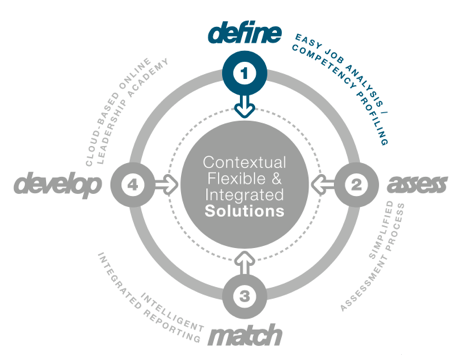 define
1
EASY JOB ANALYSIS /
COMPETENCY PROFILING
2
assess
SIMPLIFIED
ASSESSMENT PROCESS
3
match
INTELLIGENT
INTEGRATED REPORTING
develop
4
CLOUD-BASED ONLINE
LEADERSHIP ACADEMY
Contextual
Flexible &
Integrated
Solutions